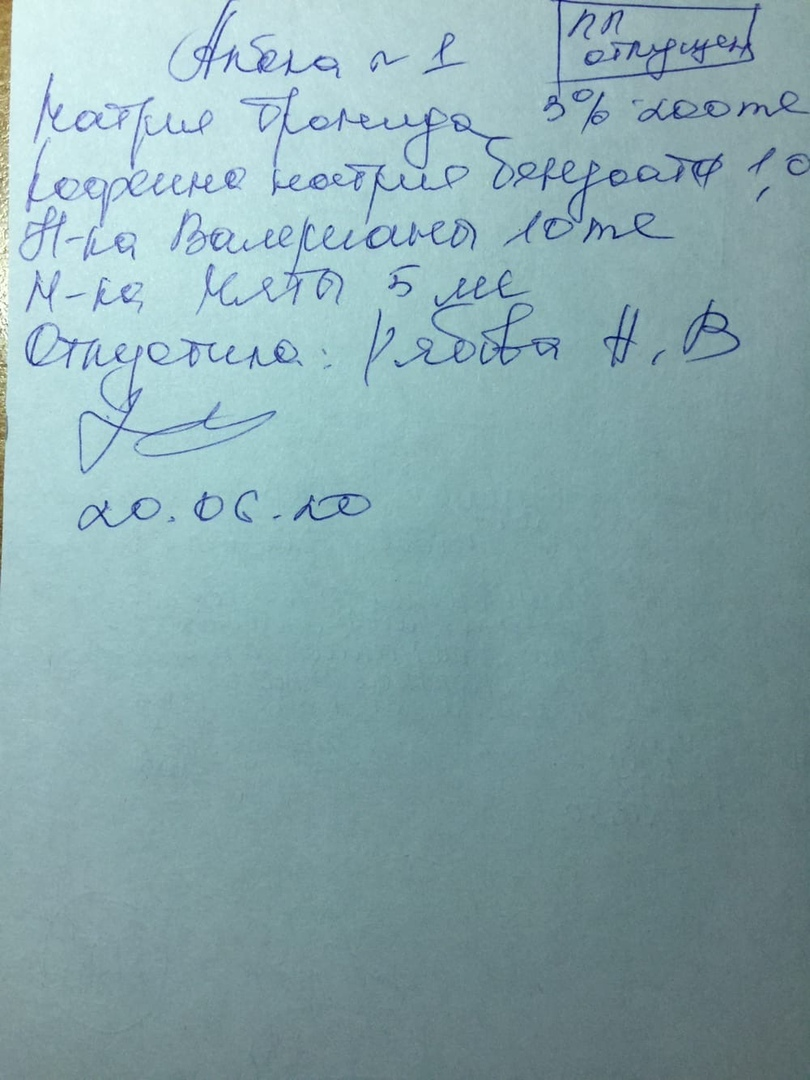 Аптека № 1
ПП
отпущен
Натрия бромида 3% 200 мл
Кофеина натрия бензоата 1,0
Н-ка Валерианы 10 мл
Н-ка Мяты 5 мл
Отпустила: Рябова Н, В
20.06.20